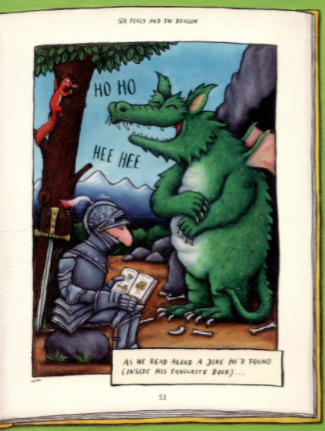 SIR PERCY AND THE DRAGON
HO HO
HEE HEE
AS HE READ ALOUD A JOKE HE'D FOUND
(INSIDE HIS FAVOURITE BOOK)...
53